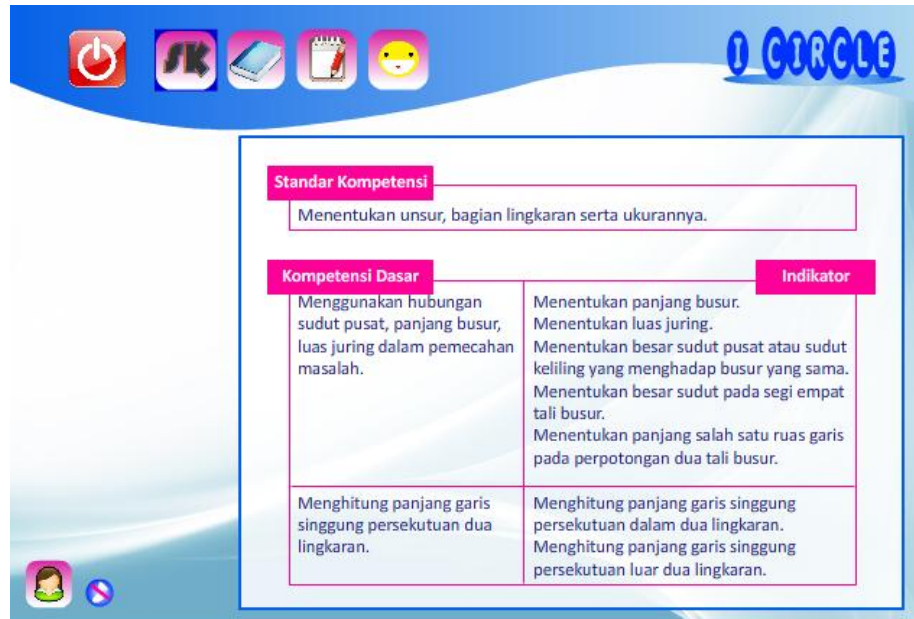 SK
I CIRCLE
Standar Kompetensi
Menentukan unsur, bagian lingkaran serta ukurannya.
Kompetensi Dasar
Indikator
Menggunakan hubungan
sudut pusat, panjang busur,
luas juring dalam pemecahan
masalah.
Menentukan panjang busur.
Menentukan luas juring.
Menentukan besar sudut pusat atau sudut
keliling yang menghadap busur yang sama.
Menentukan besar sudut pada segi empat
tali busur.
Menentukan panjang salah satu ruas garis
pada perpotongan dua tali busur.
Menghitung panjang garis
singgung persekutuan dua
lingkaran.
Menghitung panjang garis singgung
persekutuan dalam dua lingkaran.
Menghitung panjang garis singgung
persekutuan luar dua lingkaran.